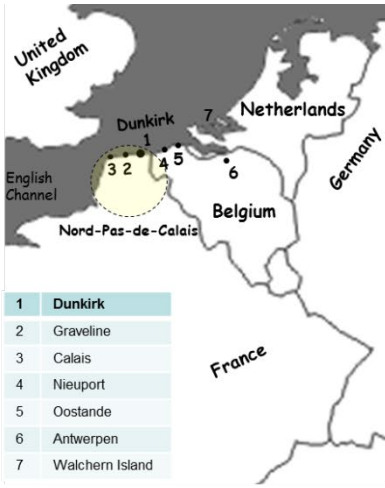 United
Kingdom
Netherlands
Germany
Dunkirk
7
1
English
Channel
3 2 4 5
6
Belgium
Nord-Pas-de-Calais
France
1 Dunkirk
2 Graveline
3 Calais
4 Nieuport
5 Oostande
6 Antwerpen
7 Walchern Island